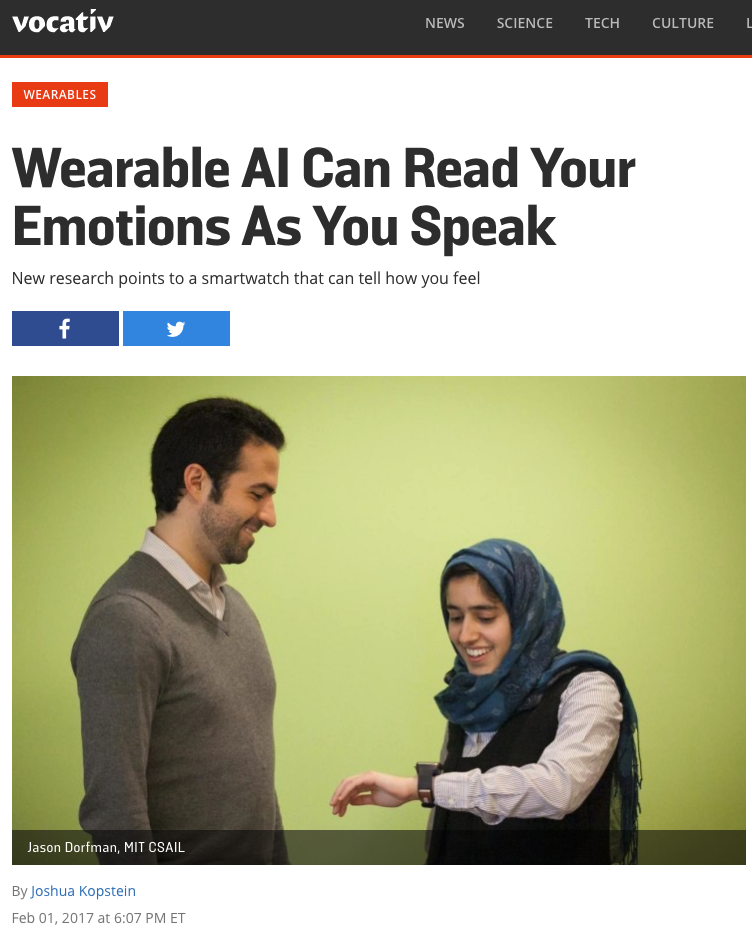 vocativ
NEWS SCIENCE TECH CULTURE L
WEARABLES
Wearable AI Can Read Your
Emotions As You Speak
New research points to a smartwatch that can tell how you feel
Jason Dorfman, MIT CSAIL
By Joshua Kopstein
Feb 01, 2017 at 6:07 PM ET